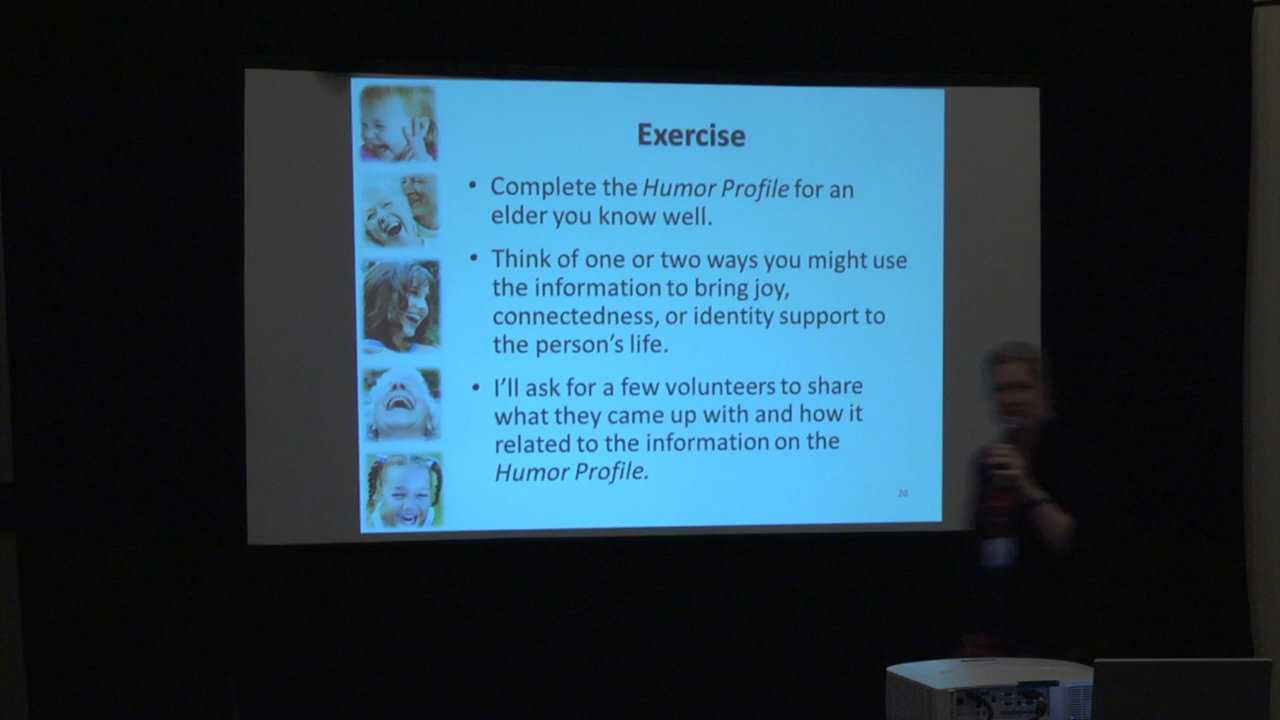 Exercise
• Complete the Humor Profile for an
elder you know well.
• Think of one or two ways you might use
the information to bring joy,
connectedness, or identity support to
the person's life.
• I'll ask for a few volunteers to share
what they came up with and how it
related to the information on the
Humor Profile.
20